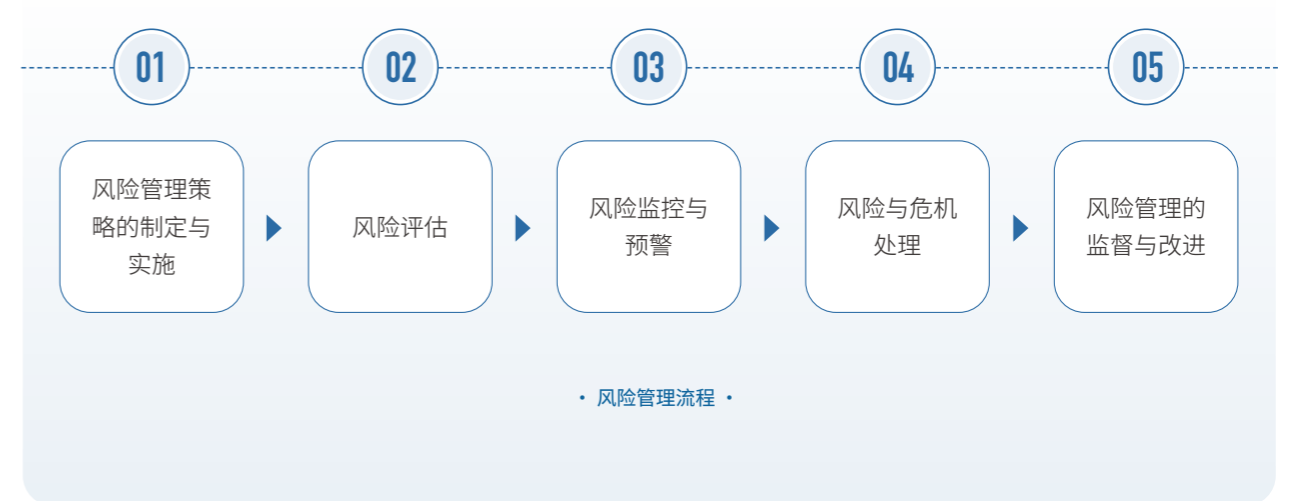 01
02
03
04
05
风险管理策
略的制定与
实施
风险评估
风险监控与
预警
风险与危机
处理
风险管理的
监督与改进
• 风险管理流程 •